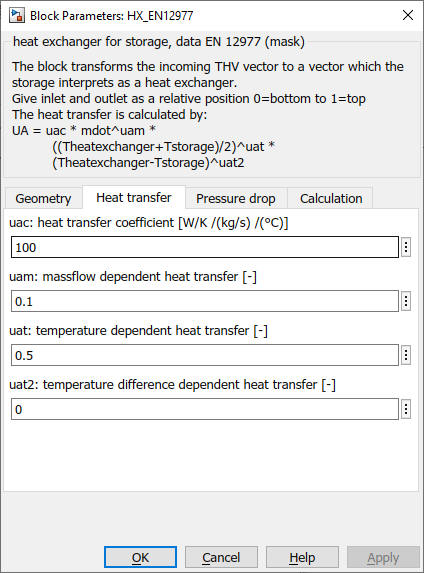 Block Parameters: HX_EN12977
heat exchanger for storage, data EN 12977 (mask)
The block transforms the incoming THV vector to a vector which the
storage interprets as a heat exchanger.
Give inlet and outlet as a relative position 0=bottom to 1=top
The heat transfer is calculated by:
UA = uac * mdot^uam *
((Theatexchanger+Tstorage)/2)^uat *
(Theatexchanger-Tstorage)^uat2
Geometry Heat transfer Pressure drop Calculation
uac: heat transfer coefficient [W/K /(kg/s) /(°C)]
100
uam: massflow dependent heat transfer [-]
0.1
uat: temperature dependent heat transfer [-]
0.5
uat2: temperature difference dependent heat transfer [-]
0
OK Cancel Help Apply